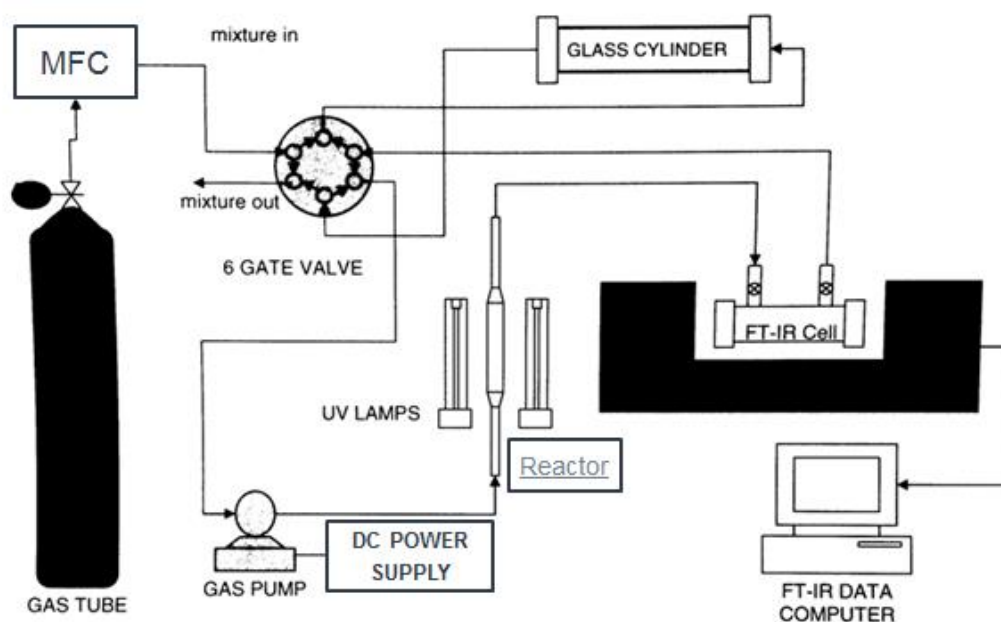 mixture in
MFC
GLASS CYLINDER
mixture out
6 GATE VALVE
FT-IR Cell
UV LAMPS
Reactor
DC POWER
SUPPLY
GAS PUMP
GAS TUBE
FT-IR DATA
COMPUTER